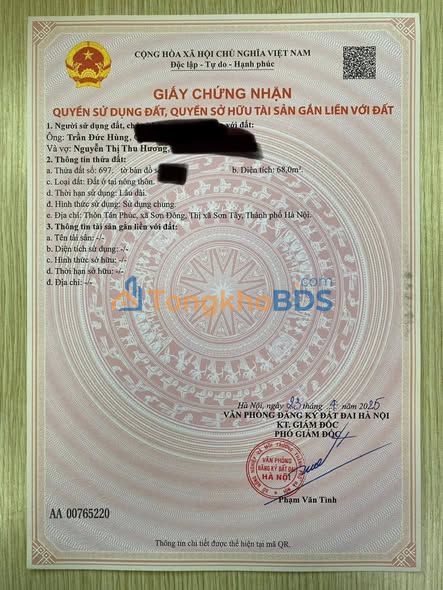 CỘNG HÒA XÃ HỘI CHỦ NGHĨA VIỆT NAM
Độc lập - Tự do - Hạnh phúc
GIẤY CHỨNG NHẬN
QUYỀN SỬ DỤNG ĐẤT, QUYỀN SỞ HỮU TÀI SẢN GẮN LIỀN VỚI ĐẤT
1. Người sử dụng đất, với đất:
Ông: Trần Đức Hùng,
Và vợ: Nguyễn Thị Thu Hương,
2. Thông tin thửa đất:
a. Thửa đất số: 697, tờ bản đồ b. Diện tích: 68,0m².
c. Loại đất: Đất ở tại nông thôn.
d. Thời hạn sử dụng: Lâu dài.
đ. Hình thức sử dụng: Sử dụng chung.
e. Địa chỉ: Thôn Tân Phúc, xã Sơn Đông, Thị xã Sơn Tây, Thành phố Hà Nội.
3. Thông tin tài sản gắn liền với đất:
a. Tên tài sản: -/-
b. Diện tích sử dụng: -/-
c. Hình thức sở hữu: -/-
d. Thời hạn sở hữu: -/-
đ. Địa chỉ: -/-
TongkhoBDS.com
Hà Nội, ngày 23 tháng 4 năm 2025
VĂN PHÒNG ĐĂNG KÝ ĐẤT ĐAI HÀ NỘI
KT. GIÁM ĐỐC
PHÓ GIÁM ĐỐC
VĂN PHÒNG
ĐĂNG KÝ ĐẤT ĐAI
HÀ NỘI
Phạm Văn Tình
AA 00765220
Thông tin chi tiết được thể hiện tại mã QR.